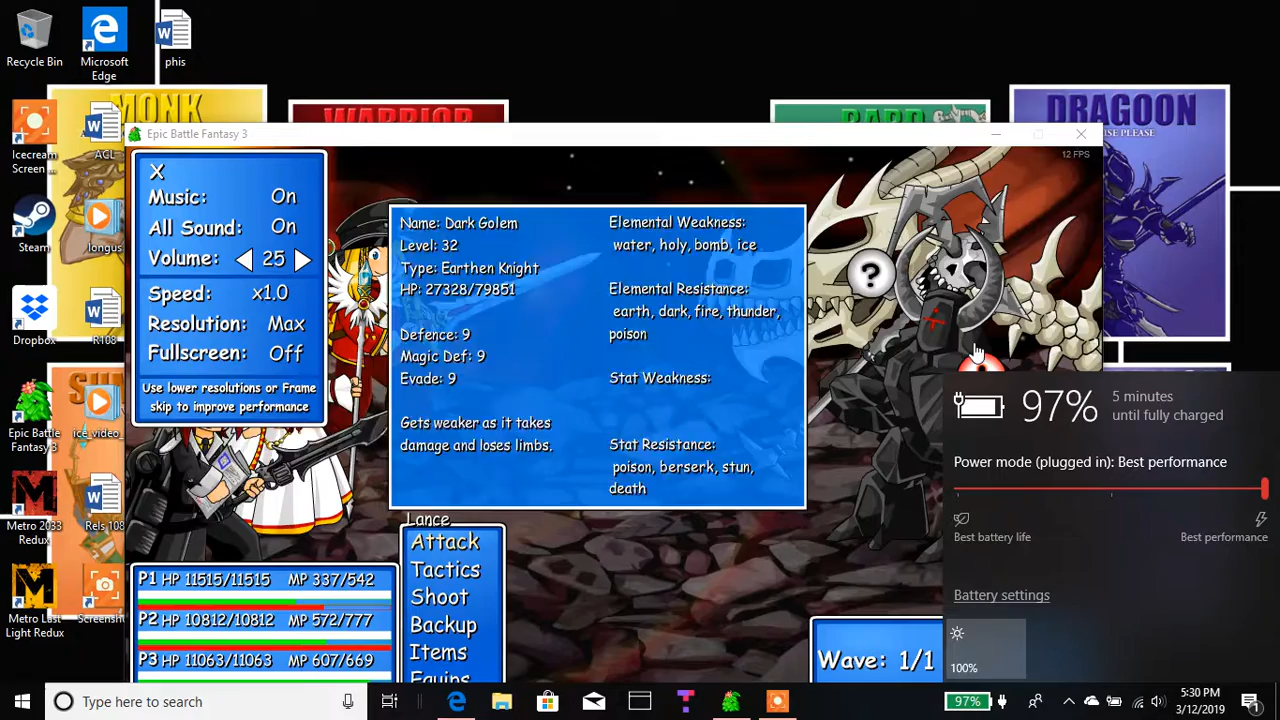 Recycle Bin
Microsoft
Edge
phis
MONK
WARRIOR
BARD
DRAGOON
Icecream
Screen ...
ACL
Steam
longus
Dropbox
R108
Epic Battle
Fantasy 3
ice_video_
Metro 2033
Redux
Rels 108
Metro Last
Light Redux
Screensh
Epic Battle Fantasy 3
12 FPS
X
Music: On
All Sound: On
Volume: 25
Speed: x1.0
Resolution: Max
Fullscreen: Off
Use lower resolutions or Frame
skip to improve performance
Name: Dark Golem
Level: 32
Type: Earthen Knight
HP: 27328/79851
Defence: 9
Magic Def: 9
Evade: 9
Gets weaker as it takes
damage and loses limbs.
Elemental Weakness:
water, holy, bomb, ice
Elemental Resistance:
earth, dark, fire, thunder,
poison
Stat Weakness:
Stat Resistance:
poison, berserk, stun,
death
?
Lance
Attack
Tactics
Shoot
Backup
Items
Equips
P1 HP 11515/11515 MP 337/542
P2 HP 10812/10812 MP 572/777
P3 HP 11063/11063 MP 607/669
Wave: 1/1
97%
5 minutes
until fully charged
Power mode (plugged in): Best performance
Best battery life
Best performance
Battery settings
100%
Type here to search
97%
5:30 PM
3/12/2019
1